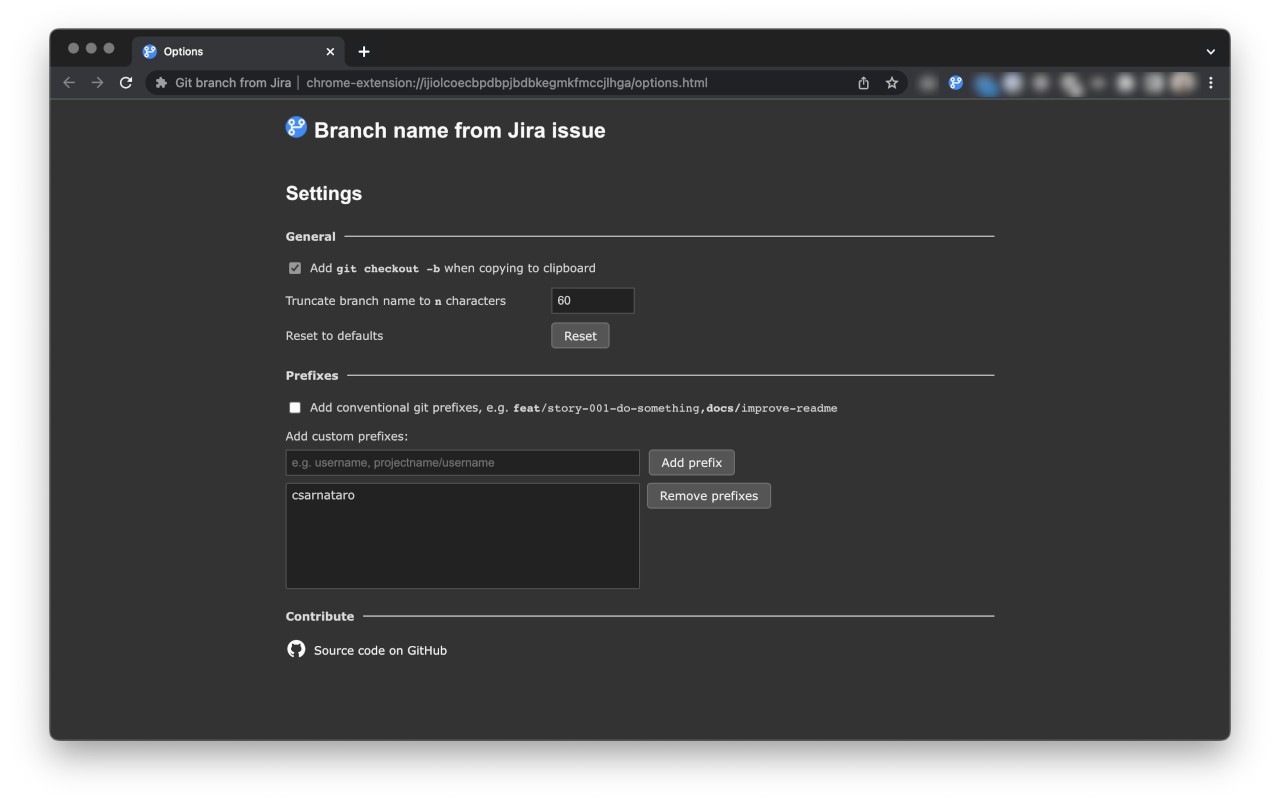 Options
Git branch from Jira | chrome-extension://ijiolcoecbpdbpjbdbkegmkfmccjlhga/options.html
Branch name from Jira issue
Settings
General
Add git checkout -b when copying to clipboard
Truncate branch name to n characters 60
Reset to defaults Reset
Prefixes
Add conventional git prefixes, e.g. feat/story-001-do-something,docs/improve-readme
Add custom prefixes:
e.g. username, projectname/username Add prefix
csarnataro Remove prefixes
Contribute
Source code on GitHub